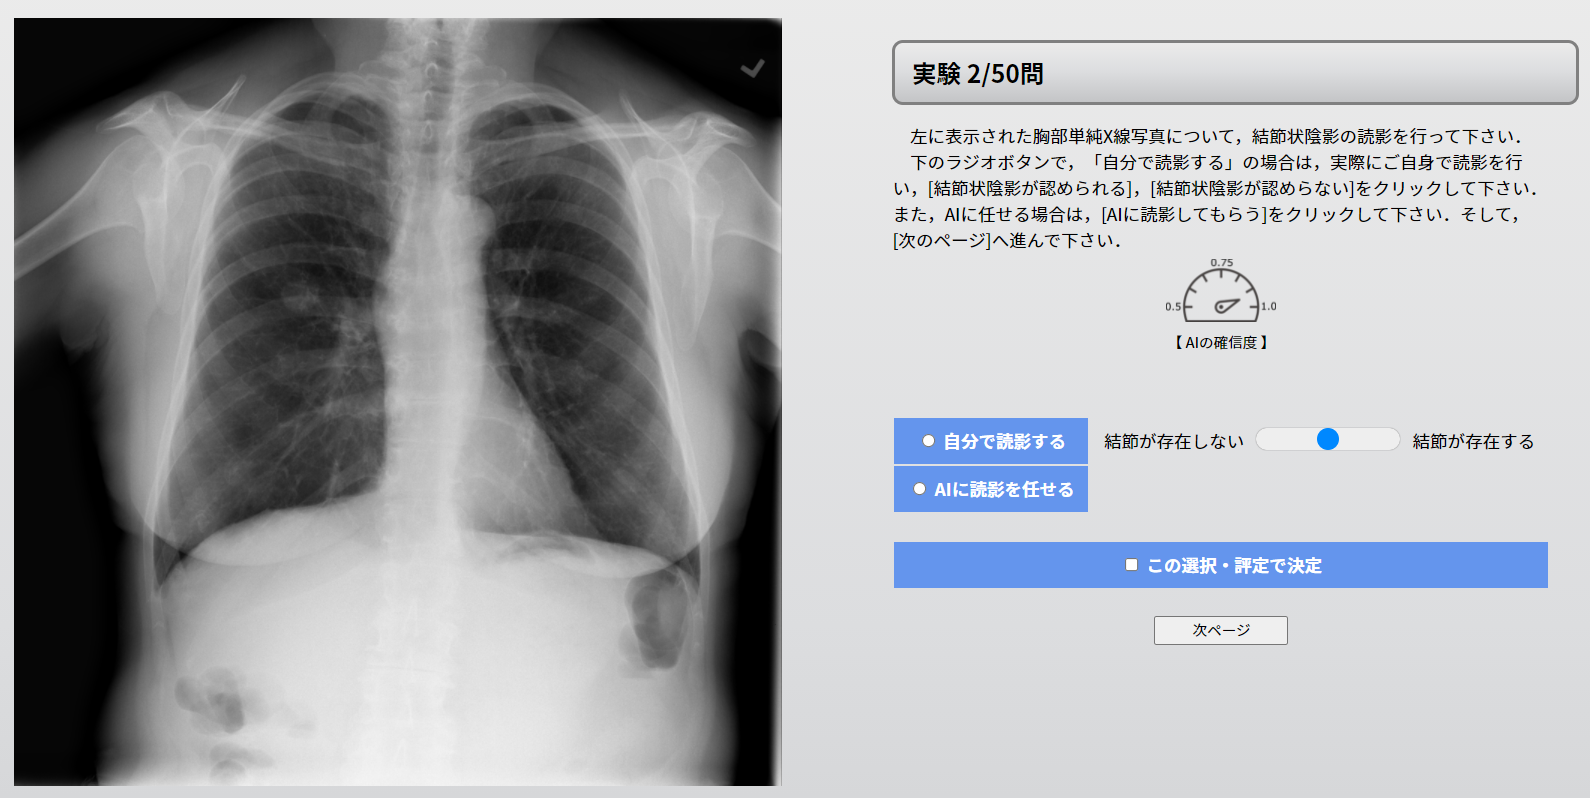 実験 2/50問
左に表示された胸部単純X線写真について，結節状陰影の読影を行って下さい．
下のラジオボタンで，「自分で読影する」の場合は，実際にご自身で読影を行
い，[結節状陰影が認められる]，[結節状陰影が認めらない]をクリックして下さい．
また，AIに任せる場合は，[AIに読影してもらう]をクリックして下さい．そして，
[次のページ]へ進んで下さい．
0.75
0.5
1.0
【 AIの確信度 】
自分で読影する
結節が存在しない
結節が存在する
AIに読影を任せる
この選択・評定で決定
次ページ